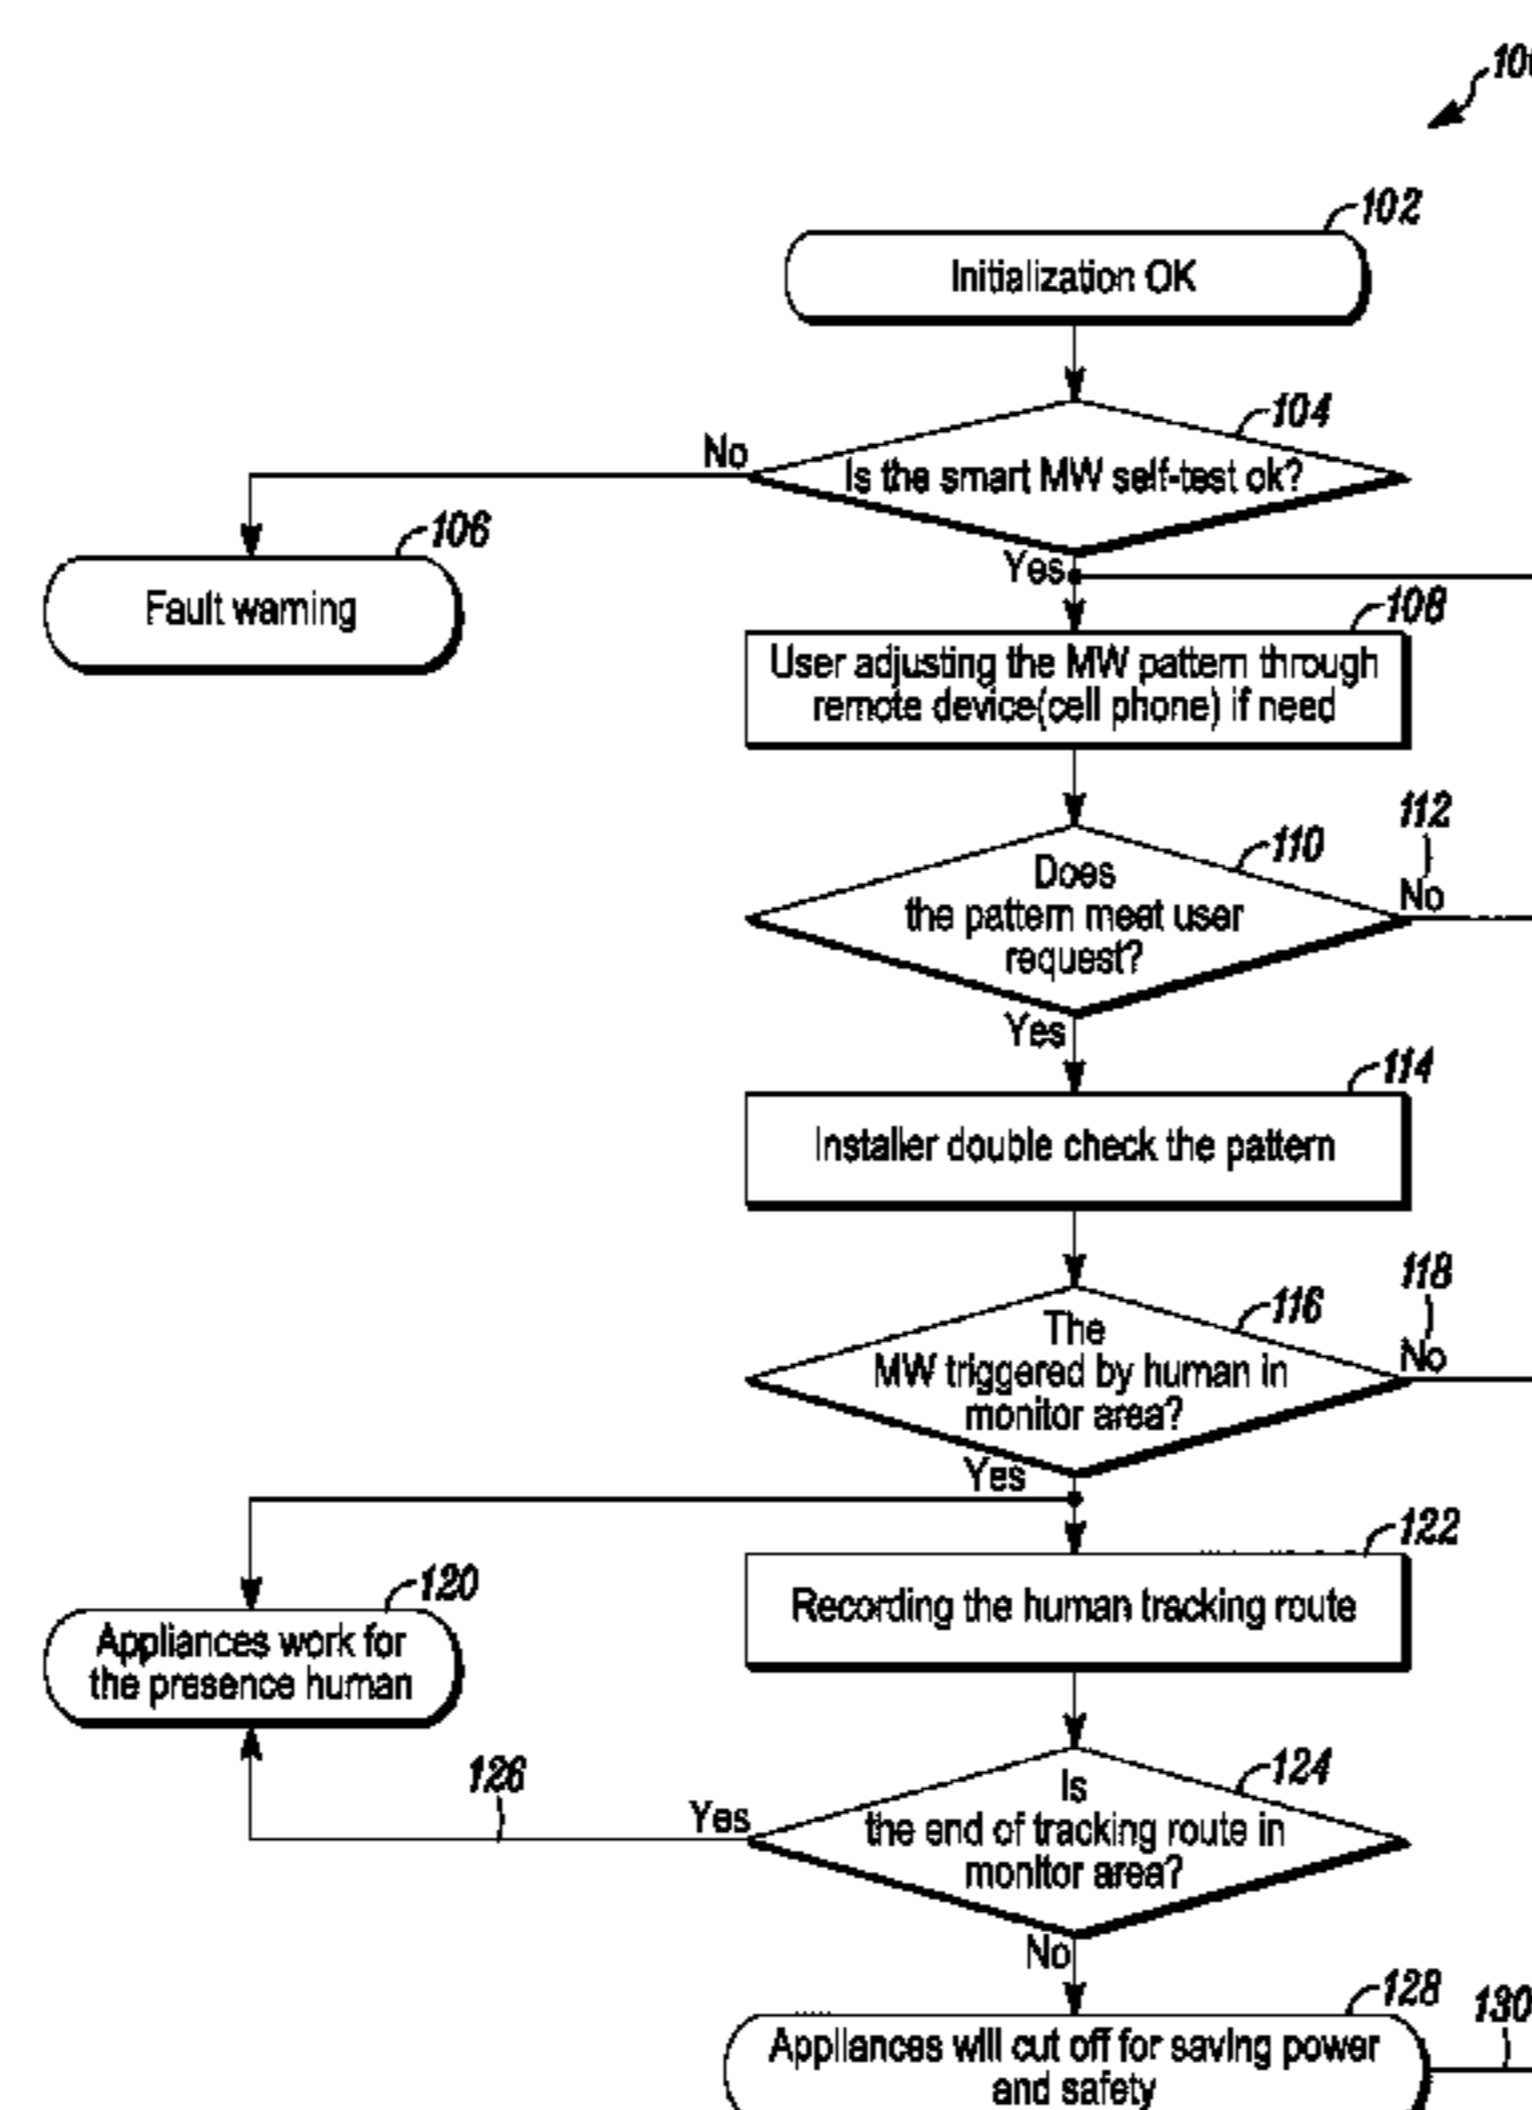 102
Initialization OK
104
No
Is the smart MW self-test ok?
106
Yes
Fault warning
108
User adjusting the MW pattern through
remote device(cell phone) if need
112
110
Does
No
the pattern meet user
request?
Yes
114
Installer double check the pattern
118
116
The
No
MW triggered by human in
monitor area?
Yes
122
120
Recording the human tracking route
Appliances work for
the presence human
126
124
Is
Yes
the end of tracking route in
monitor area?
No
128
130
Appliances will cut off for saving power
and safety